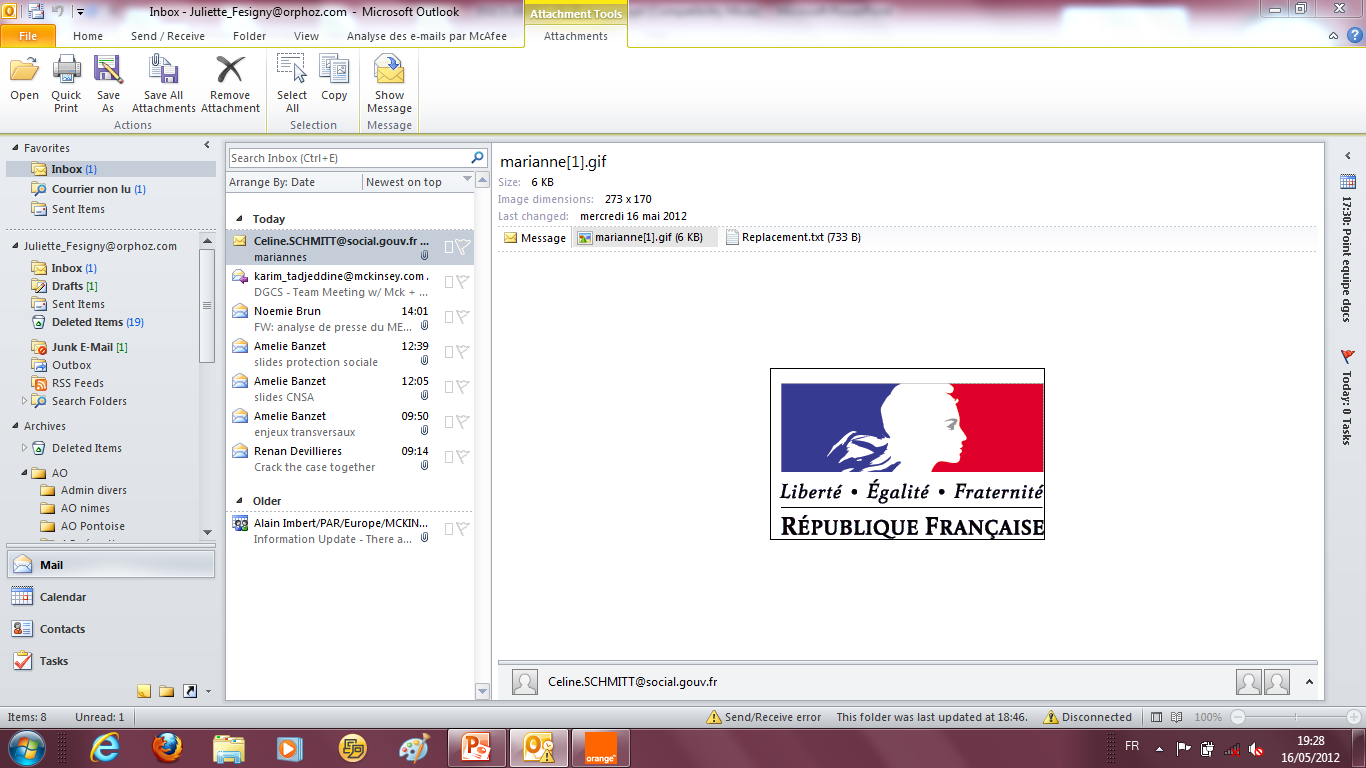 Inbox - Juliette_Fesigny@orphoz.com - Microsoft Outlook
Attachment Tools
File Home Send / Receive Folder View Analyse des e-mails par McAfee Attachments
Open Quick Print Save As Save All Attachments Remove Attachment Select All Copy Show Message
Actions Selection Message
Favorites
Inbox (1)
Courrier non lu (1)
Sent Items
Juliette_Fesigny@orphoz.com
Inbox (1)
Drafts [1]
Sent Items
Deleted Items (19)
Junk E-Mail [1]
Outbox
RSS Feeds
Search Folders
Archives
Deleted Items
AO
Admin divers
AO nimes
AO Pontoise
Mail
Calendar
Contacts
Tasks
Search Inbox (Ctrl+E)
Arrange By: Date Newest on top
Today
Celine.SCHMITT@social.gouv.fr ...
mariannes
karim_tadjeddine@mckinsey.com .
DGCS - Team Meeting w/ Mck + ...
Noemie Brun 14:01
FW: analyse de presse du ME...
Amelie Banzet 12:39
slides protection sociale
Amelie Banzet 12:05
slides CNSA
Amelie Banzet 09:50
enjeux transversaux
Renan Devillieres 09:14
Crack the case together
Older
Alain Imbert/PAR/Europe/MCKIN...
Information Update - There a...
marianne[1].gif
Size: 6 KB
Image dimensions: 273 x 170
Last changed: mercredi 16 mai 2012
Message marianne[1].gif (6 KB) Replacement.txt (733 B)
Liberté • Égalité • Fraternité
RÉPUBLIQUE FRANÇAISE
Celine.SCHMITT@social.gouv.fr
17:30: Point equipe dgcs
Today: 0 Tasks
Items: 8 Unread: 1 Send/Receive error This folder was last updated at 18:46. Disconnected 100%
orange
FR
19:28
16/05/2012